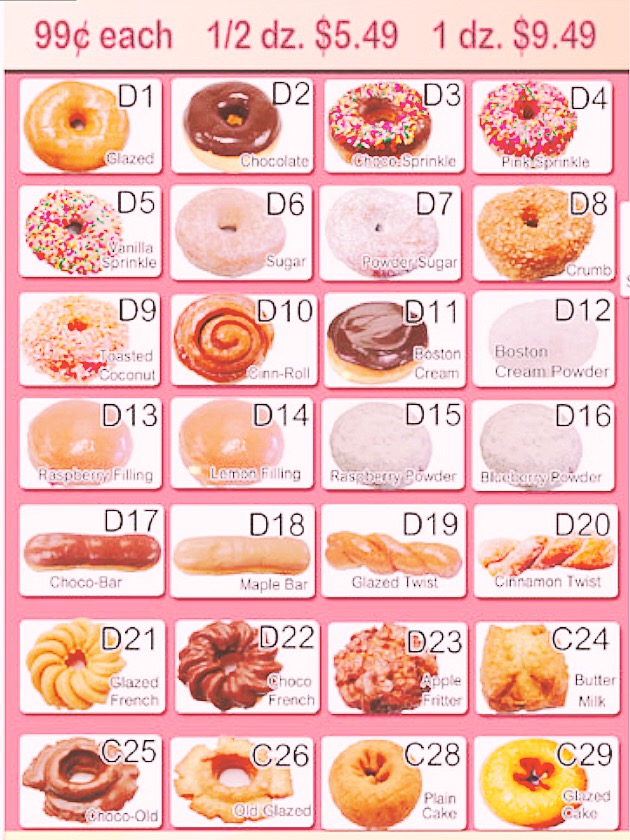 99¢ each 1/2 dz. $5.49 1 dz. $9.49
D1
Glazed
D2
Chocolate
D3
Choco-Sprinkle
D4
Pink Sprinkle
D5
Vanilla
Sprinkle
D6
Sugar
D7
Powder Sugar
D8
Crumb
D9
Toasted
Coconut
D10
Cinn-Roll
D11
Boston
Cream
D12
Boston
Cream Powder
D13
Raspberry Filling
D14
Lemon Filling
D15
Raspberry Powder
D16
Blueberry Powder
D17
Choco-Bar
D18
Maple Bar
D19
Glazed Twist
D20
Cinnamon Twist
D21
Glazed
French
D22
Choco
French
D23
Apple
Fritter
C24
Butter
Milk
C25
Choco-Old
C26
Old Glazed
C28
Plain
Cake
C29
Glazed
Cake